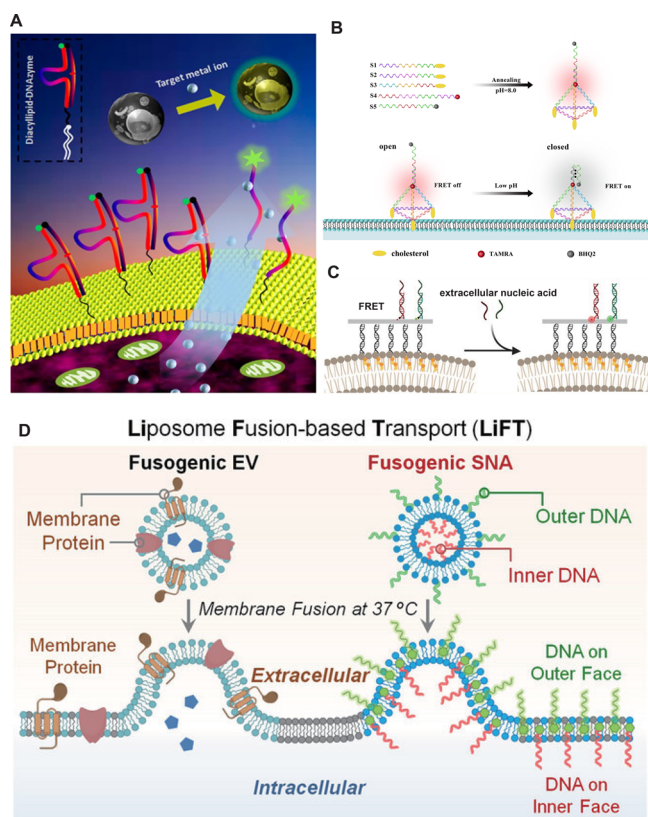 A
Diacyllipid-DNAzyme
Target metal ion
B
S1
S2
S3
S4
S5
Annealing
pH=8.0
open
closed
FRET off
Low pH
FRET on
cholesterol
TAMRA
BHQ2
C
FRET
extracellular nucleic acid
D
Liposome Fusion-based Transport (LiFT)
Fusogenic EV
Fusogenic SNA
Membrane
Protein
Outer DNA
Inner DNA
Membrane Fusion at 37 ºC
Membrane
Protein
Extracellular
DNA on
Outer Face
Intracellular
DNA on
Inner Face